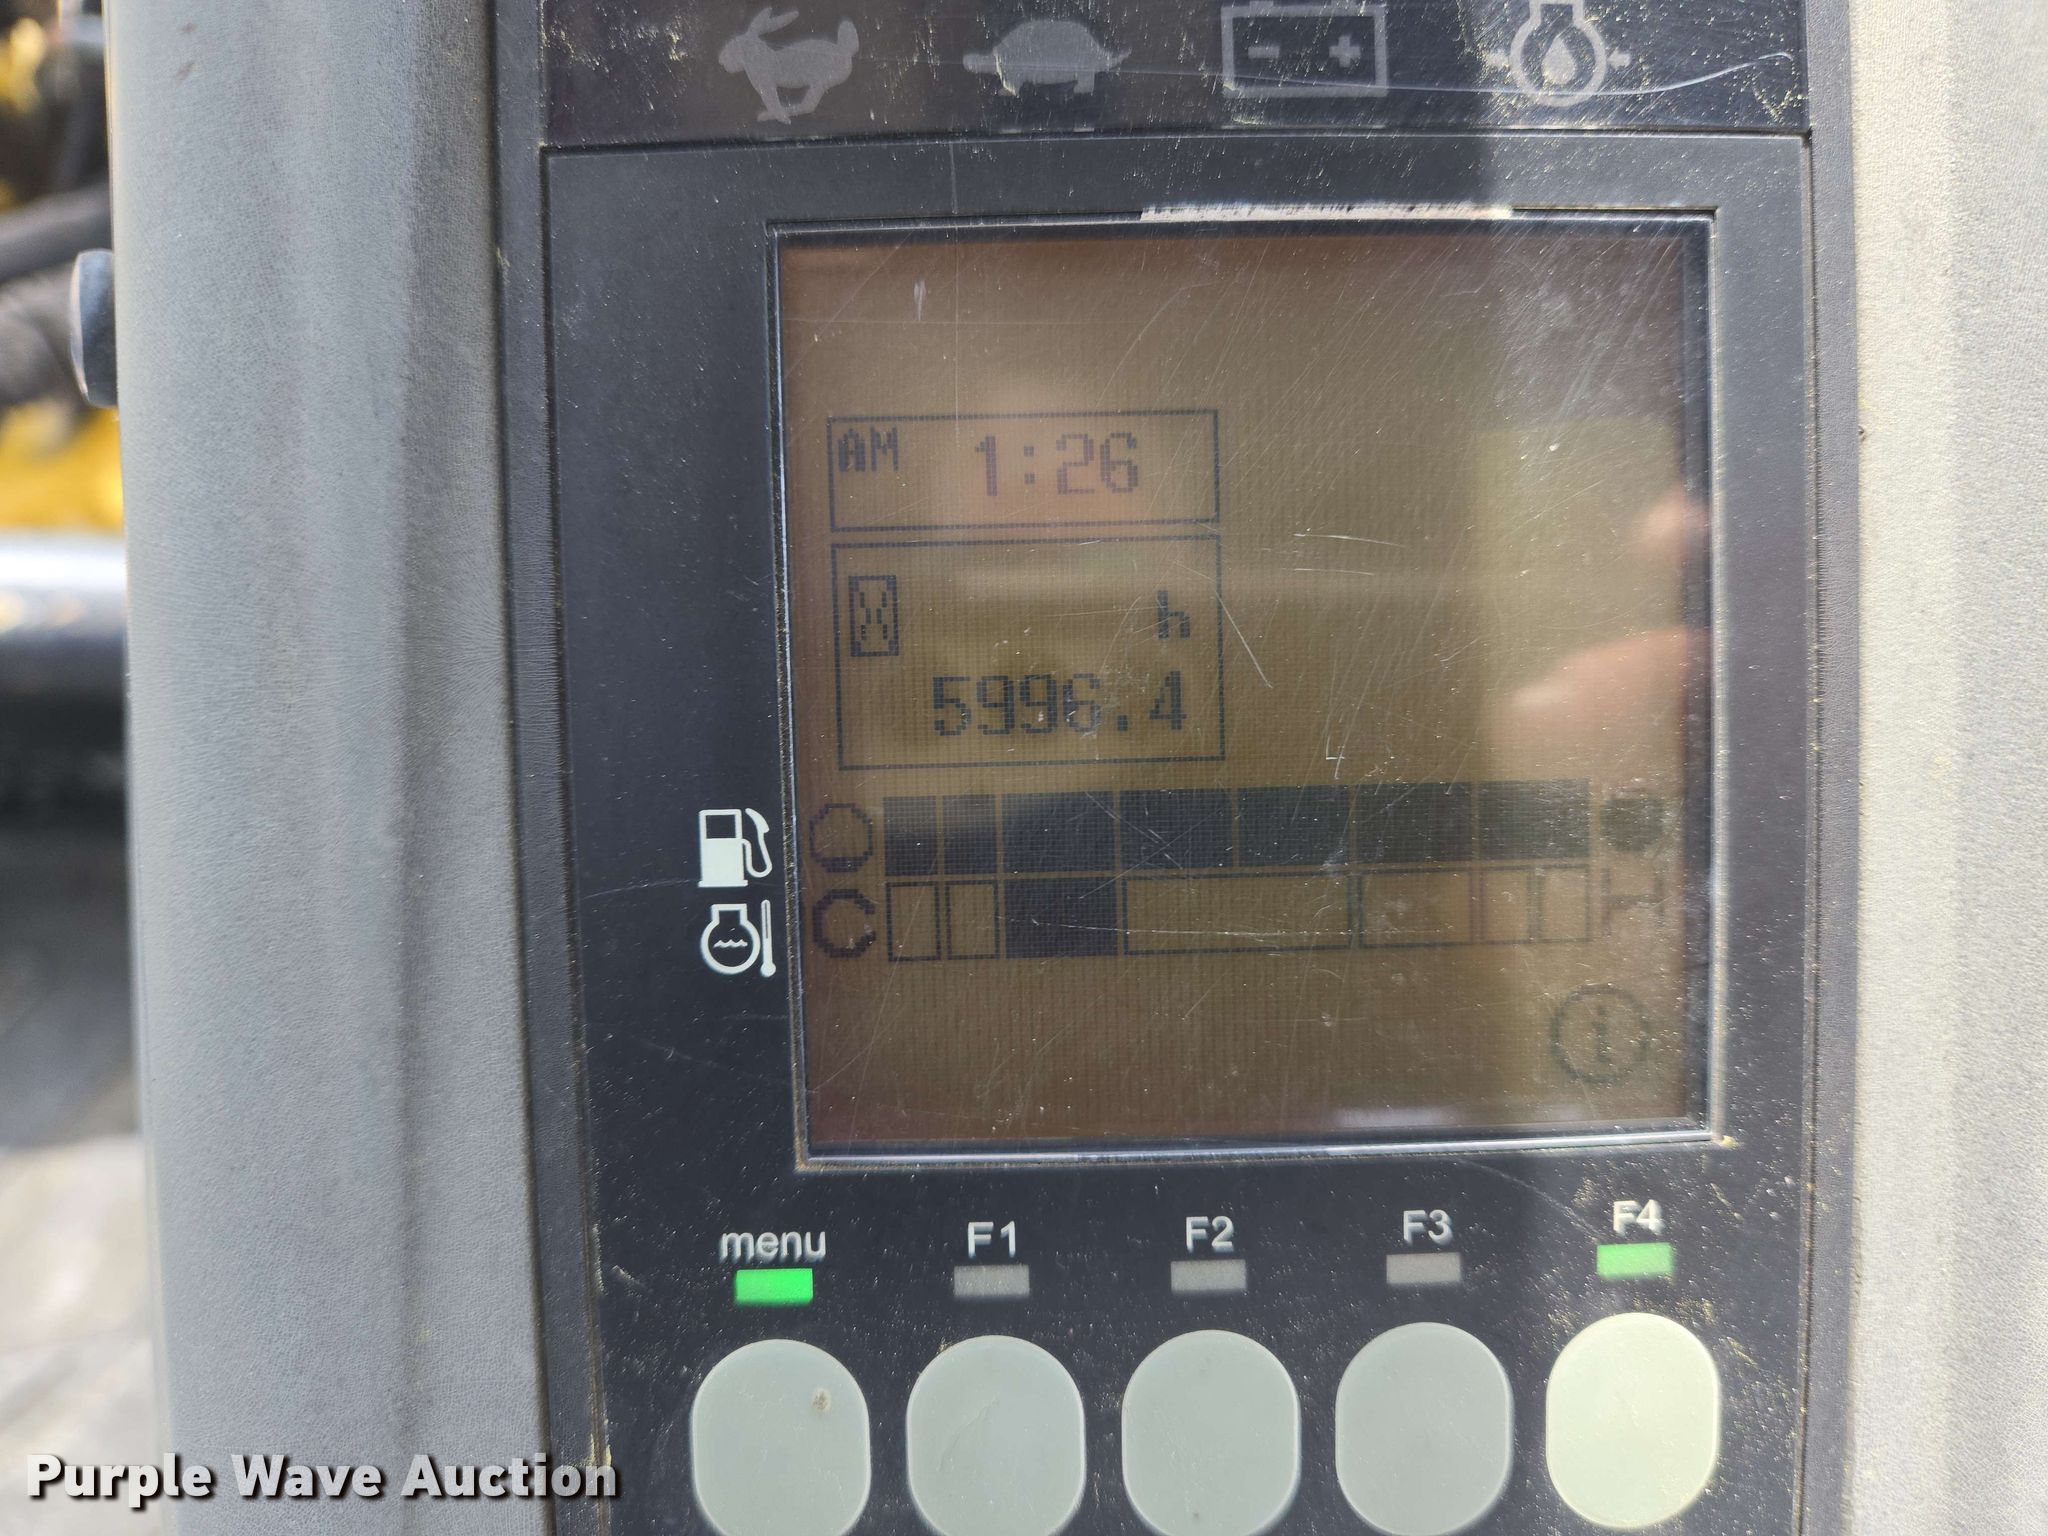 - +
AM 1:26
h
5996.4
C H
i
menu F1 F2 F3 F4
Purple Wave Auction